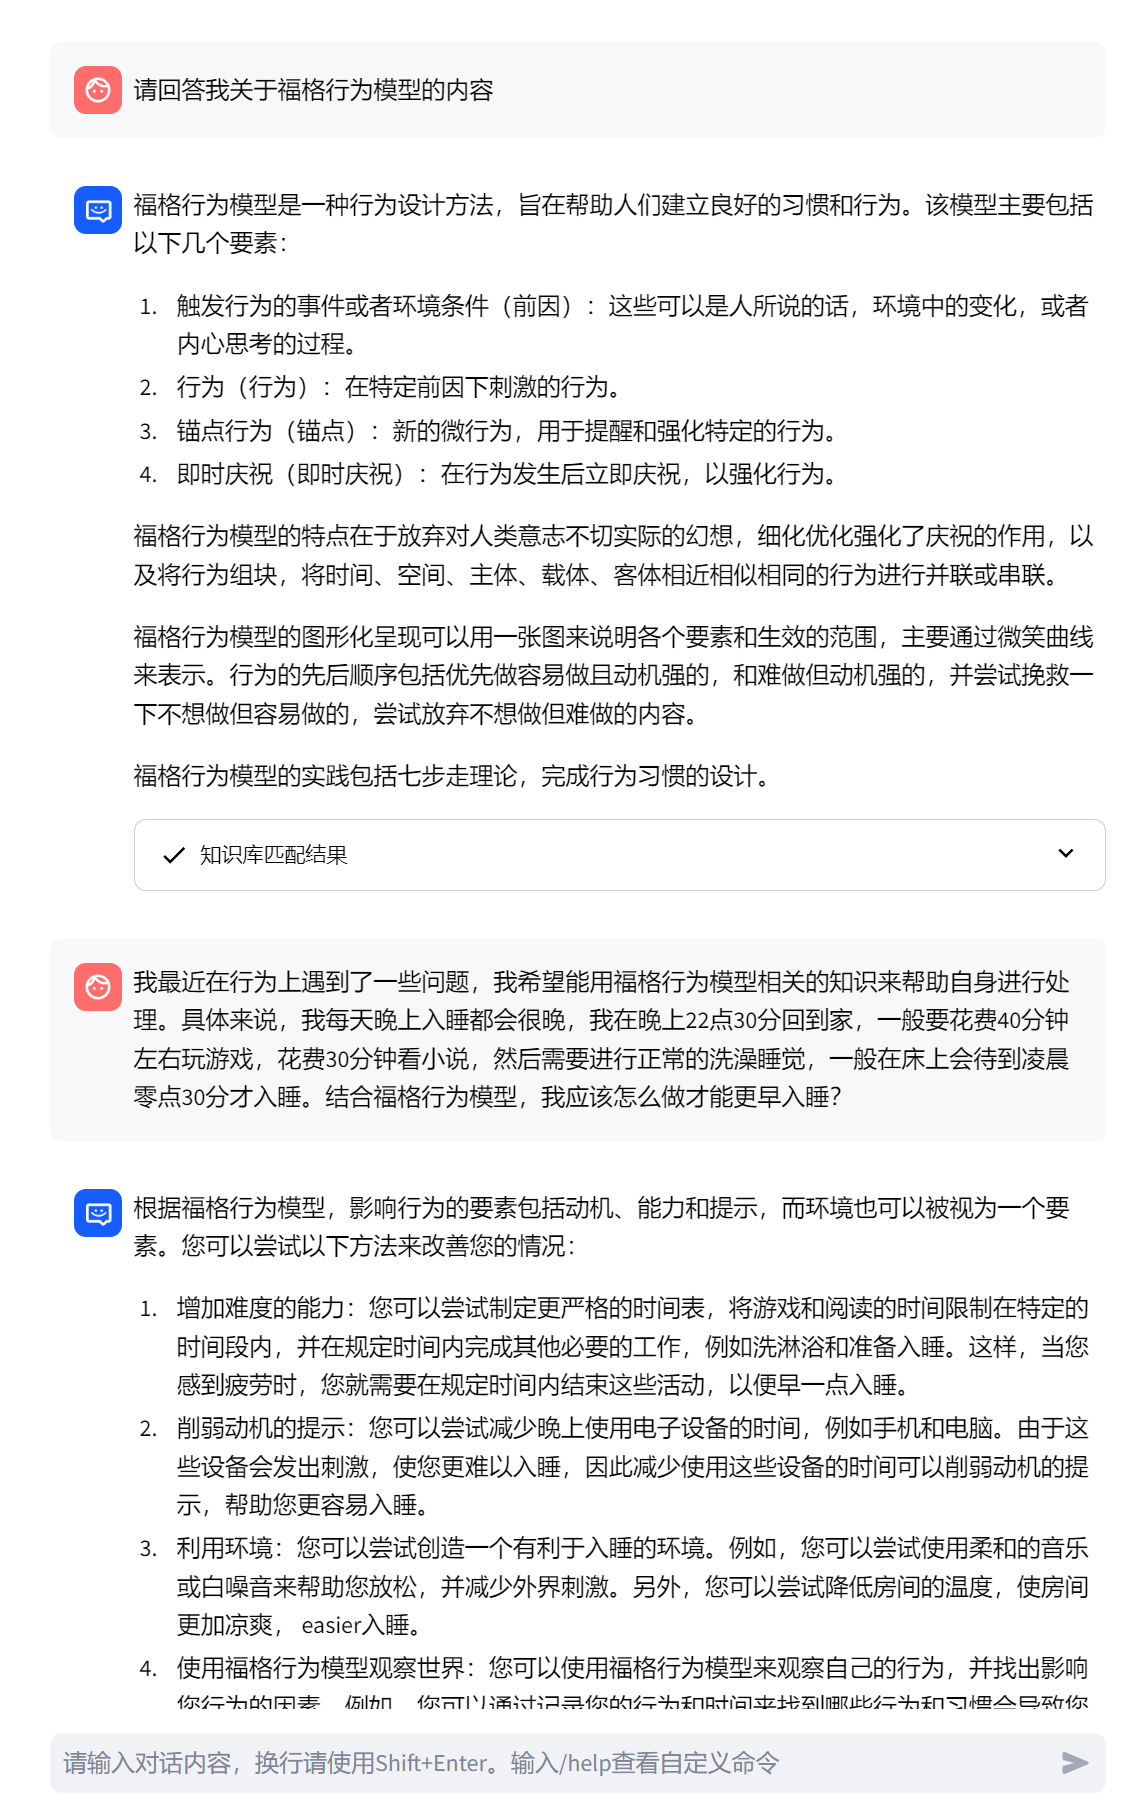 请回答我关于福格行为模型的内容
福格行为模型是一种行为设计方法，旨在帮助人们建立良好的习惯和行为。该模型主要包括
以下几个要素：
1. 触发行为的事件或者环境条件（前因）：这些可以是人所说的话，环境中的变化，或者
内心思考的过程。
2. 行为（行为）：在特定前因下刺激的行为。
3. 锚点行为（锚点）：新的微行为，用于提醒和强化特定的行为。
4. 即时庆祝（即时庆祝）：在行为发生后立即庆祝，以强化行为。
福格行为模型的特点在于放弃对人类意志不切实际的幻想，细化优化强化了庆祝的作用，以
及将行为组块，将时间、空间、主体、载体、客体相近相似相同的行为进行并联或串联。
福格行为模型的图形化呈现可以用一张图来说明各个要素和生效的范围，主要通过微笑曲线
来表示。行为的先后顺序包括优先做容易做且动机强的，和难做但动机强的，并尝试挽救一
下不想做但容易做的，尝试放弃不想做但难做的内容。
福格行为模型的实践包括七步走理论，完成行为习惯的设计。
知识库匹配结果
我最近在行为上遇到了一些问题，我希望能用福格行为模型相关的知识来帮助自身进行处
理。具体来说，我每天晚上入睡都会很晚，我在晚上22点30分回到家，一般要花费40分钟
左右玩游戏，花费30分钟看小说，然后需要进行正常的洗澡睡觉，一般在床上会待到凌晨
零点30分才入睡。结合福格行为模型，我应该怎么做才能更早入睡？
根据福格行为模型，影响行为的要素包括动机、能力和提示，而环境也可以被视为一个要
素。您可以尝试以下方法来改善您的情况：
1. 增加难度的能力：您可以尝试制定更严格的时间表，将游戏和阅读的时间限制在特定的
时间段内，并在规定时间内完成其他必要的工作，例如洗淋浴和准备入睡。这样，当您
感到疲劳时，您就需要在规定时间内结束这些活动，以便早一点入睡。
2. 削弱动机的提示：您可以尝试减少晚上使用电子设备的时间，例如手机和电脑。由于这
些设备会发出刺激，使您更难以入睡，因此减少使用这些设备的时间可以削弱动机的提
示，帮助您更容易入睡。
3. 利用环境：您可以尝试创造一个有利于入睡的环境。例如，您可以尝试使用柔和的音乐
或白噪音来帮助您放松，并减少外界刺激。另外，您可以尝试降低房间的温度，使房间
更加凉爽， easier入睡。
4. 使用福格行为模型观察世界：您可以使用福格行为模型来观察自己的行为，并找出影响
您行为的因素。例如，您可以通过记录您的行为和时间来找到哪些行为和习惯会导致您
请输入对话内容，换行请使用Shift+Enter。输入/help查看自定义命令